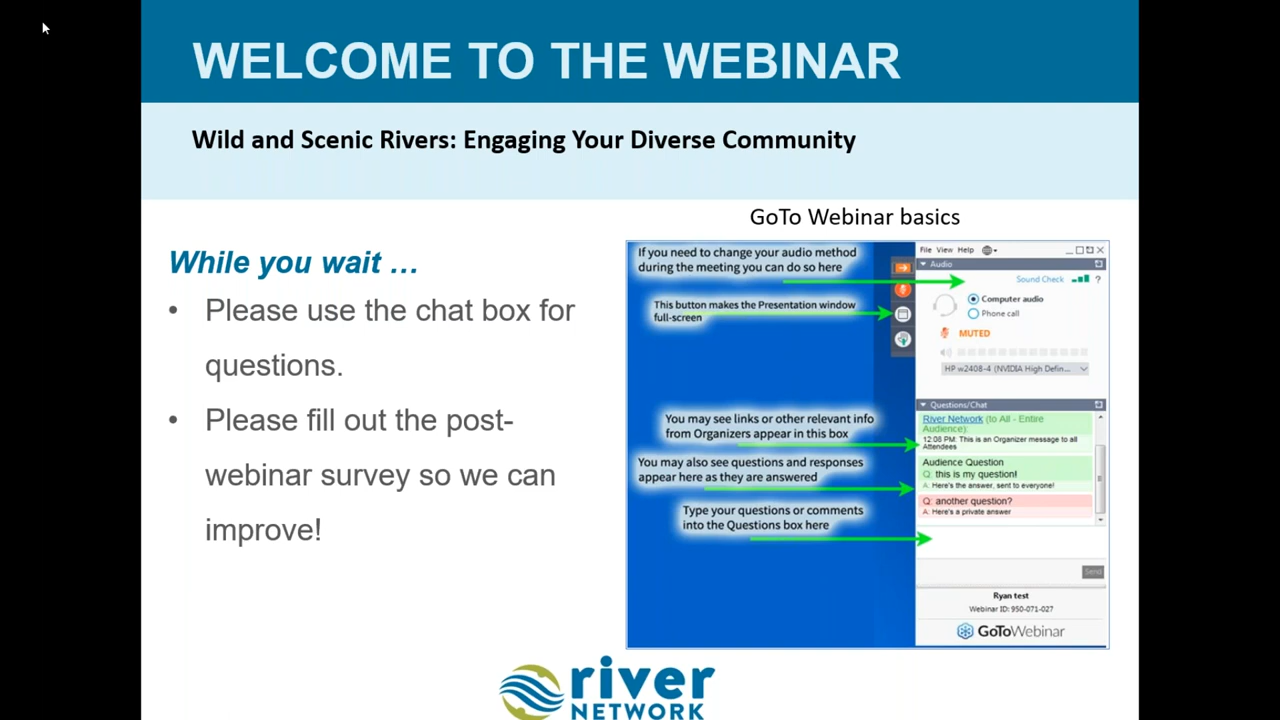 WELCOME TO THE WEBINAR
Wild and Scenic Rivers: Engaging Your Diverse Community
While you wait …
• Please use the chat box for
questions.
• Please fill out the post-
webinar survey so we can
improve!
GoTo Webinar basics
If you need to change your audio method
during the meeting you can do so here
This button makes the Presentation window
full-screen
You may see links or other relevant info
from Organizers appear in this box
You may also see questions and responses
appear here as they are answered
Type your questions or comments
into the Questions box here
File View Help
Audio
Sound Check ?
Computer audio
Phone call
MUTED
HP w2408-4 (NVIDIA High Defin...
Questions/Chat
River Network (to All - Entire
Audience):
12:08 PM: This is an Organizer message to all
Attendees
Audience Question
Q: this is my question!
A: Here's the answer, sent to everyone!
Q: another question?
A: Here's a private answer
Send
Ryan test
Webinar ID: 950-071-027
GoToWebinar
river
NETWORK